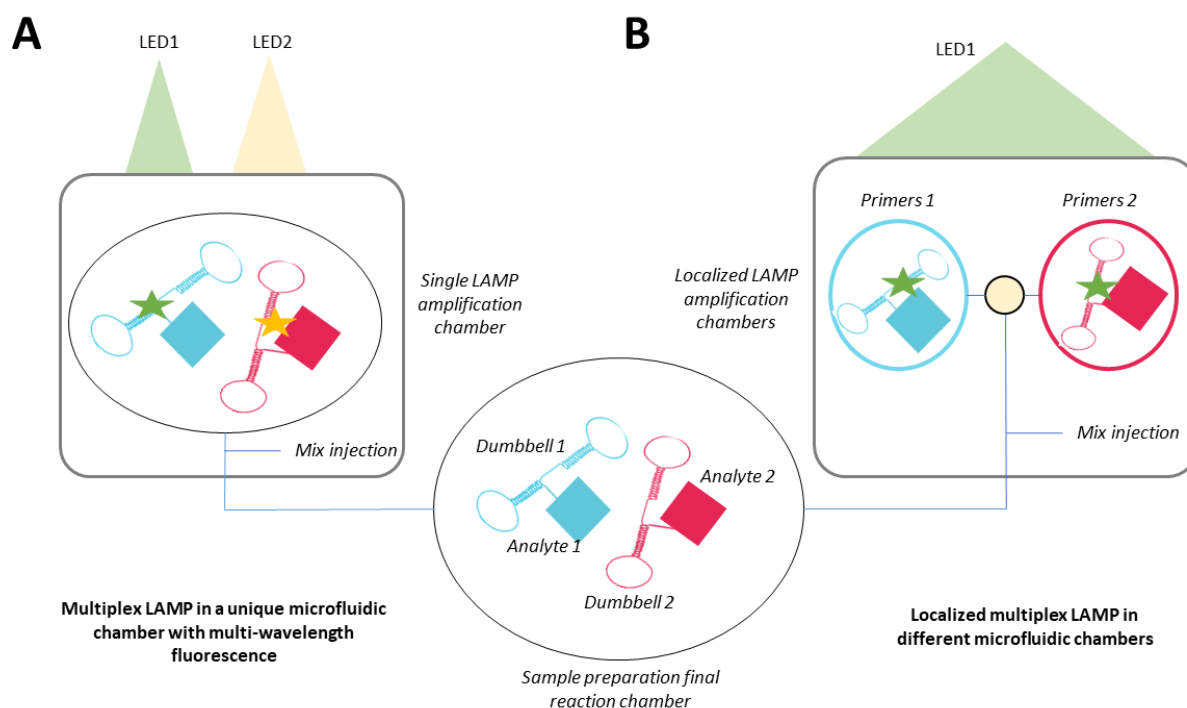 A
LED1
LED2
Single LAMP
amplification
chamber
Mix injection
Multiplex LAMP in a unique microfluidic
chamber with multi-wavelength
fluorescence
Dumbbell 1
Analyte 2
Analyte 1
Dumbbell 2
Sample preparation final
reaction chamber
B
LED1
Primers 1
Primers 2
Localized LAMP
amplification
chambers
Mix injection
Localized multiplex LAMP in
different microfluidic chambers